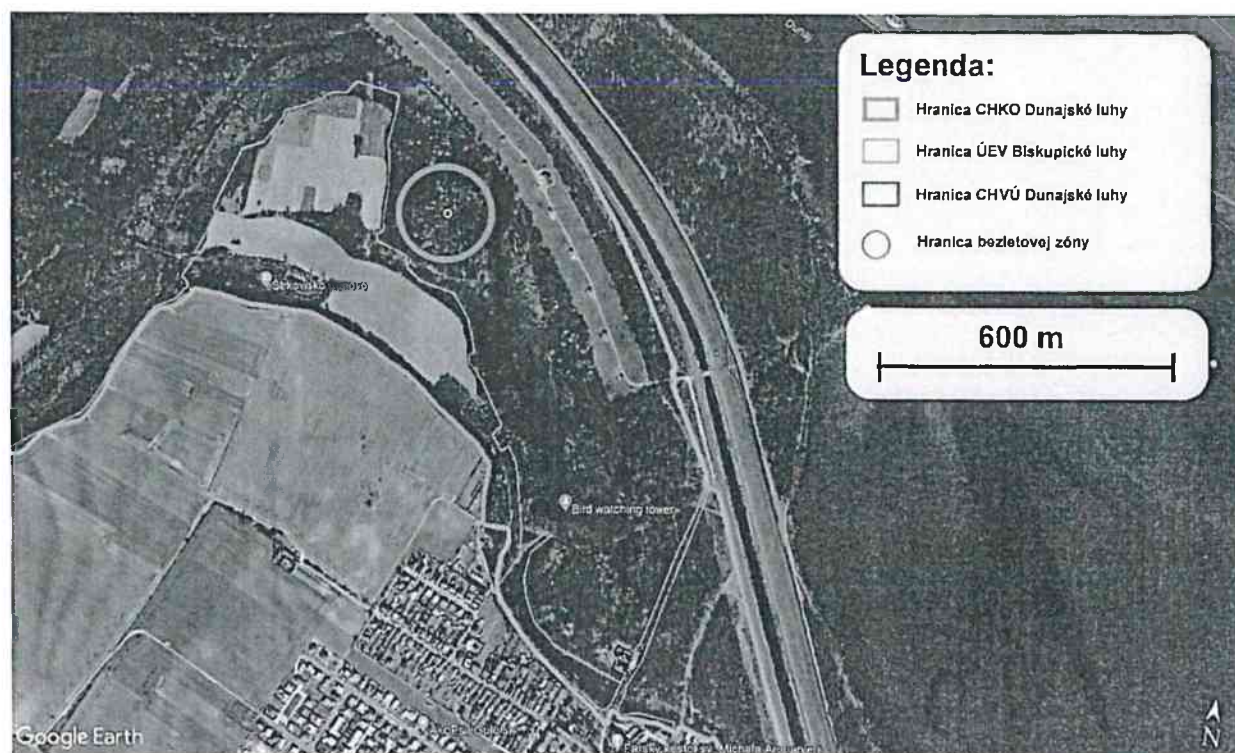 Legenda:
Hranica CHKO Dunajské luhy
Hranica ÚEV Biskupické luhy
Hranica CHVÚ Dunajské luhy
Hranica bezletovej zóny
600 m
Bird watching tower
N
Google Earth